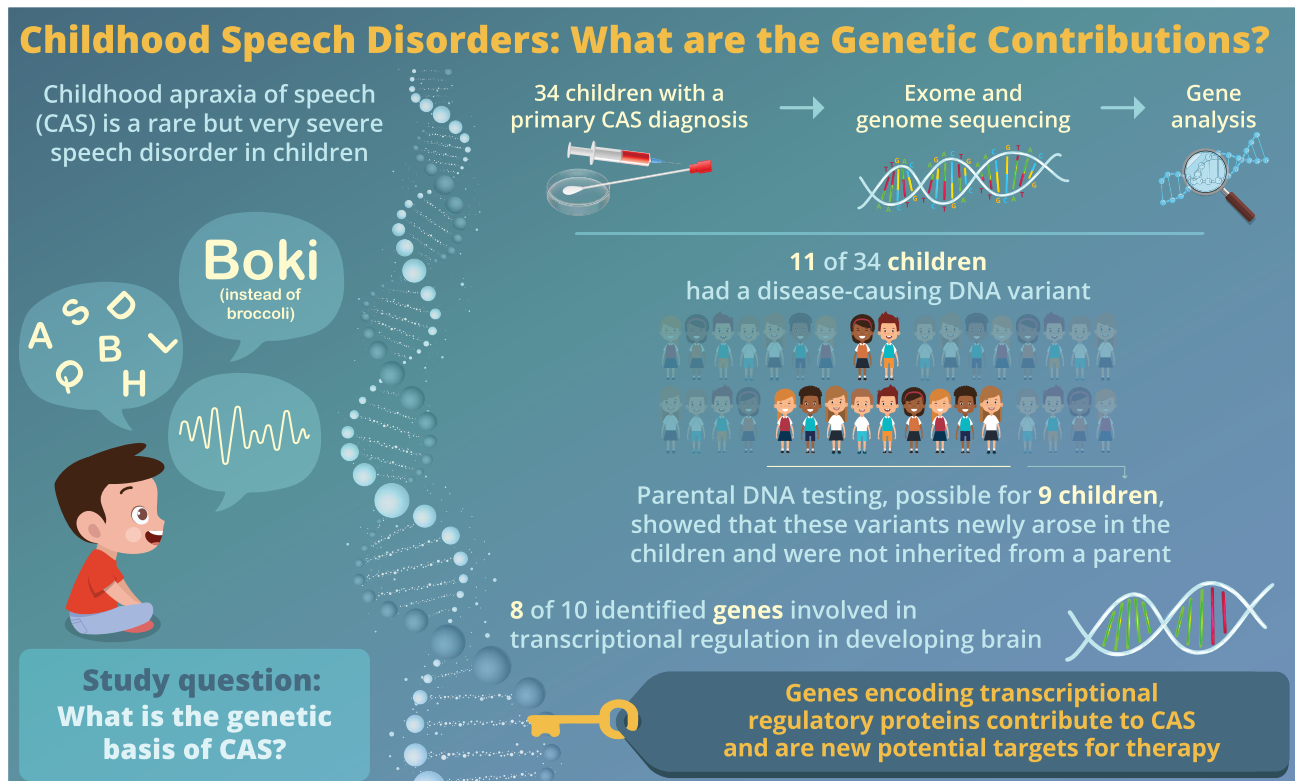 Childhood Speech Disorders: What are the Genetic Contributions?
Childhood apraxia of speech
(CAS) is a rare but very severe
speech disorder in children
34 children with a
primary CAS diagnosis
Exome and
genome sequencing
Gene
analysis
Boki
(instead of
broccoli)
A S D
Q B L
H
11 of 34 children
had a disease-causing DNA variant
Parental DNA testing, possible for 9 children,
showed that these variants newly arose in the
children and were not inherited from a parent
8 of 10 identified genes involved in
transcriptional regulation in developing brain
Study question:
What is the genetic
basis of CAS?
Genes encoding transcriptional
regulatory proteins contribute to CAS
and are new potential targets for therapy